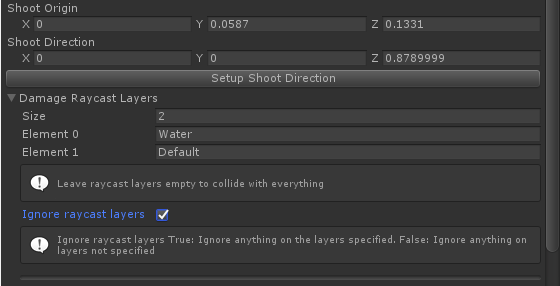 Shoot Origin
X 0 Y 0.0587 Z 0.1331
Shoot Direction
X 0 Y 0 Z 0.8789999
Setup Shoot Direction
Damage Raycast Layers
Size 2
Element 0 Water
Element 1 Default
Leave raycast layers empty to collide with everything
Ignore raycast layers
Ignore raycast layers True: Ignore anything on the layers specified. False: Ignore anything on
layers not specified